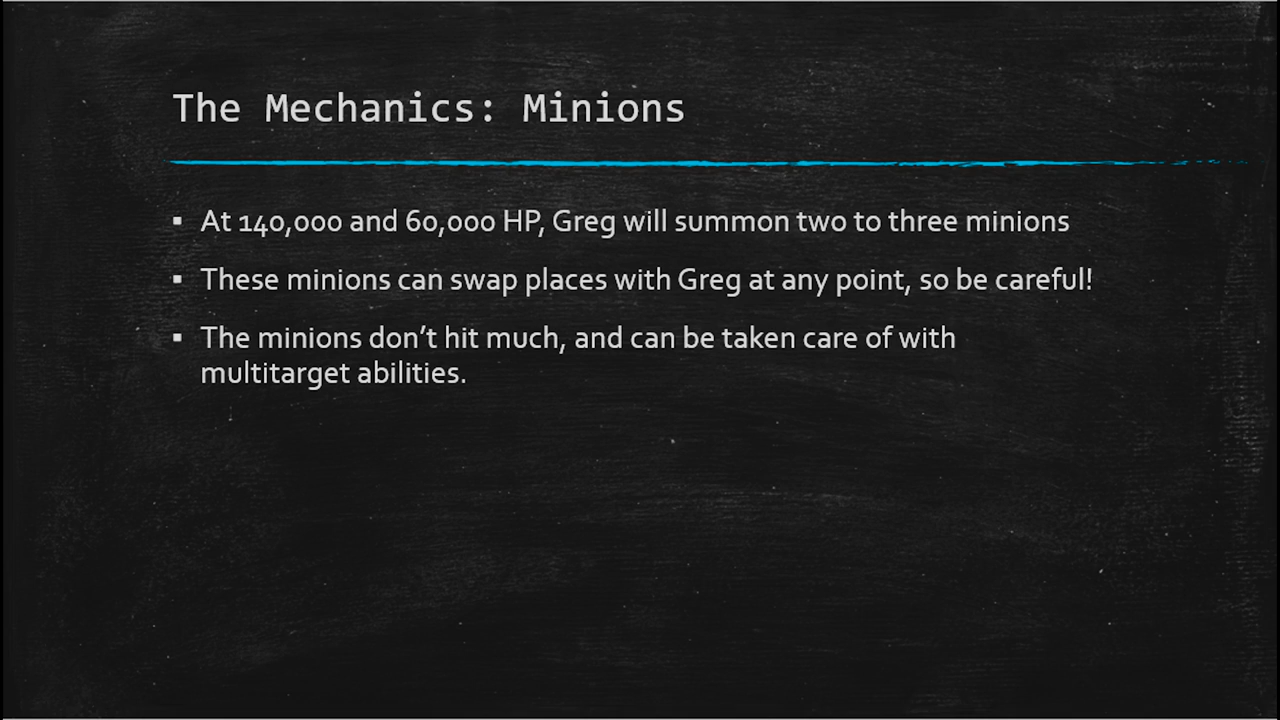 The Mechanics: Minions
▪ At 140,000 and 60,000 HP, Greg will summon two to three minions
▪ These minions can swap places with Greg at any point, so be careful!
▪ The minions don’t hit much, and can be taken care of with
multitarget abilities.